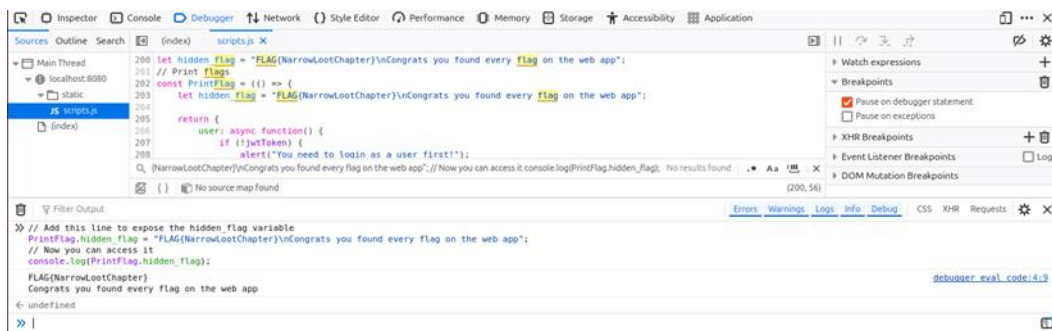 Inspector Console Debugger Network Style Editor Performance Memory Storage Accessibility Application
Sources Outline Search (index) scripts.js
Main Thread
localhost:8080
static
scripts.js
(index)
200 let hidden_flag = "FLAG{NarrowLootChapter}\nCongrats you found every flag on the web app";
201 // Print flags
202 const PrintFlag = (() => {
203 let hidden_flag = "FLAG{NarrowLootChapter}\nCongrats you found every flag on the web app";
204
205 return {
206 user: async function() {
207 if (!jwtToken) {
208 alert("You need to login as a user first!");
{NarrowLootChapter}\nCongrats you found every flag on the web app"; // Now you can access it console.log(PrintFlag.hidden_flag); No results found .* Aa
{ } No source map found (200, 56)
Watch expressions
Breakpoints
Pause on debugger statement
Pause on exceptions
XHR Breakpoints
Event Listener Breakpoints Log
DOM Mutation Breakpoints
Filter Output Errors Warnings Logs Info Debug CSS XHR Requests
// Add this line to expose the hidden_flag variable
PrintFlag.hidden_flag = "FLAG{NarrowLootChapter}\nCongrats you found every flag on the web app";
// Now you can access it
console.log(PrintFlag.hidden_flag);
FLAG{NarrowLootChapter} debugger eval code:4:9
Congrats you found every flag on the web app
undefined